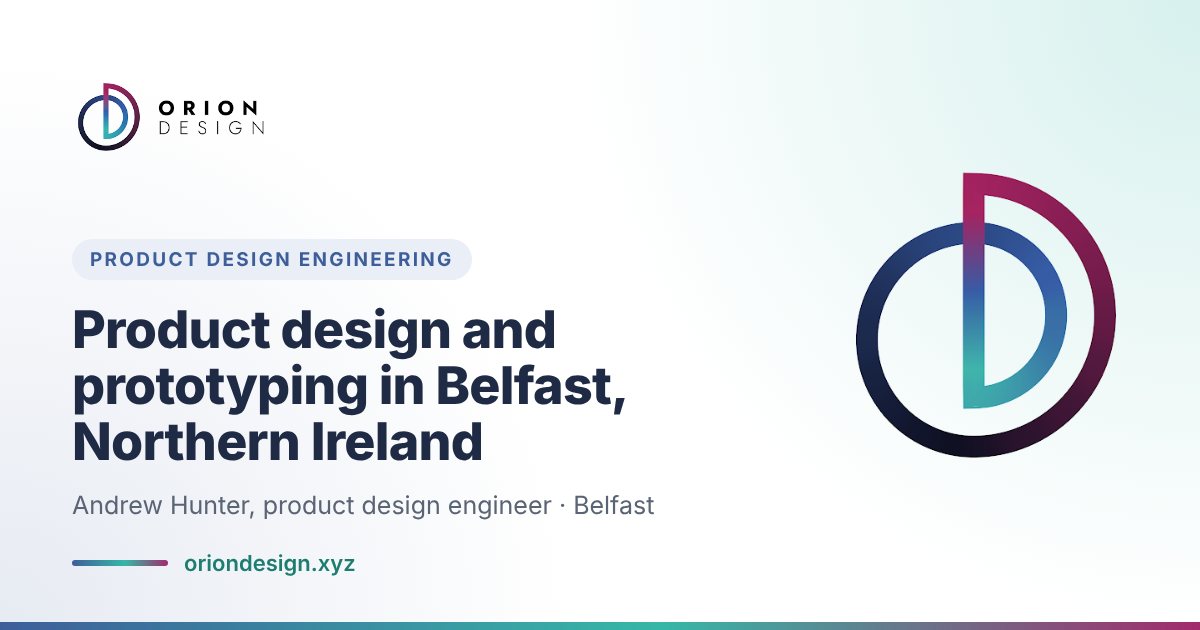 ORION
DESIGN
PRODUCT DESIGN ENGINEERING
Product design and
prototyping in Belfast,
Northern Ireland
Andrew Hunter, product design engineer · Belfast
oriondesign.xyz